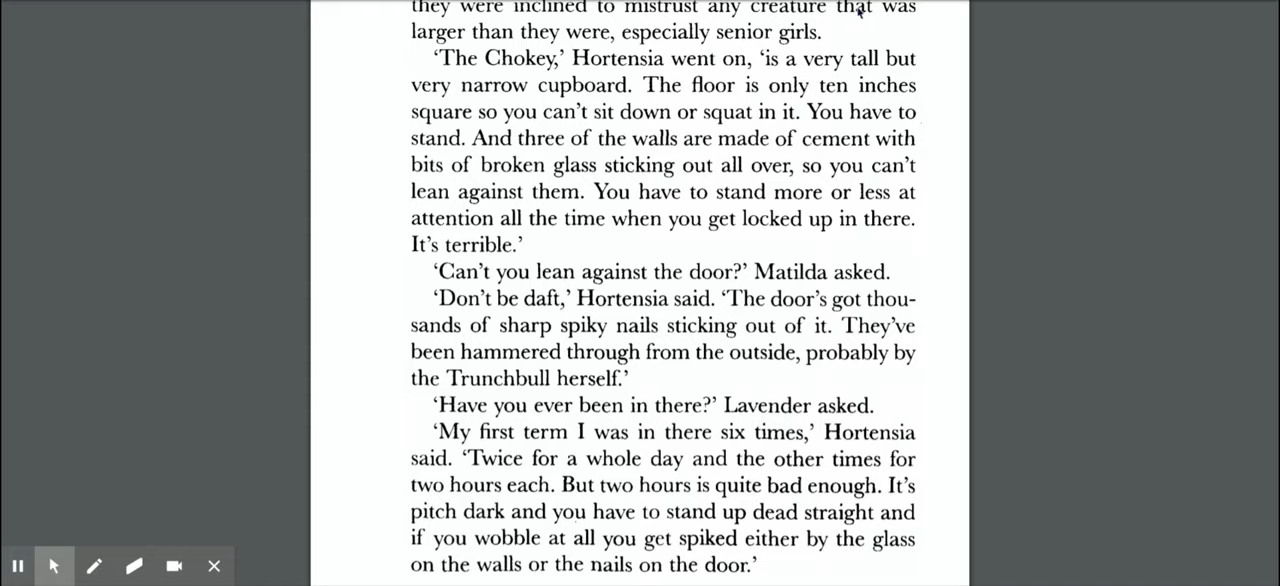 they were inclined to mistrust any creature that was
larger than they were, especially senior girls.
‘The Chokey,’ Hortensia went on, ‘is a very tall but
very narrow cupboard. The floor is only ten inches
square so you can’t sit down or squat in it. You have to
stand. And three of the walls are made of cement with
bits of broken glass sticking out all over, so you can’t
lean against them. You have to stand more or less at
attention all the time when you get locked up in there.
It’s terrible.’
‘Can’t you lean against the door?’ Matilda asked.
‘Don’t be daft,’ Hortensia said. ‘The door’s got thou-
sands of sharp spiky nails sticking out of it. They’ve
been hammered through from the outside, probably by
the Trunchbull herself.’
‘Have you ever been in there?’ Lavender asked.
‘My first term I was in there six times,’ Hortensia
said. ‘Twice for a whole day and the other times for
two hours each. But two hours is quite bad enough. It’s
pitch dark and you have to stand up dead straight and
if you wobble at all you get spiked either by the glass
on the walls or the nails on the door.’